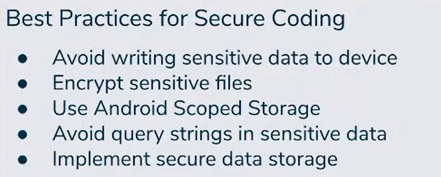 Best Practices for Secure Coding
● Avoid writing sensitive data to device
● Encrypt sensitive files
● Use Android Scoped Storage
● Avoid query strings in sensitive data
● Implement secure data storage